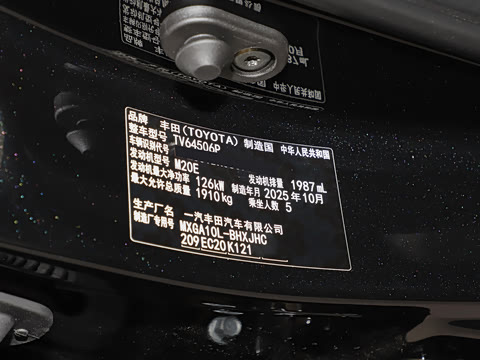 品牌 丰田(TOYOTA) 制造国 中华人民共和国
整车型号 TV64506P
车辆识别代号
发动机型号 M20E 发动机排量 1987mL
发动机最大净功率 126kW 制造年月 2025年10月
最大允许总质量 1910kg 乘坐人数 5
生产厂名 一汽丰田汽车有限公司
制造厂专用号 MXGA10L-BHXJHC
209EC20K121